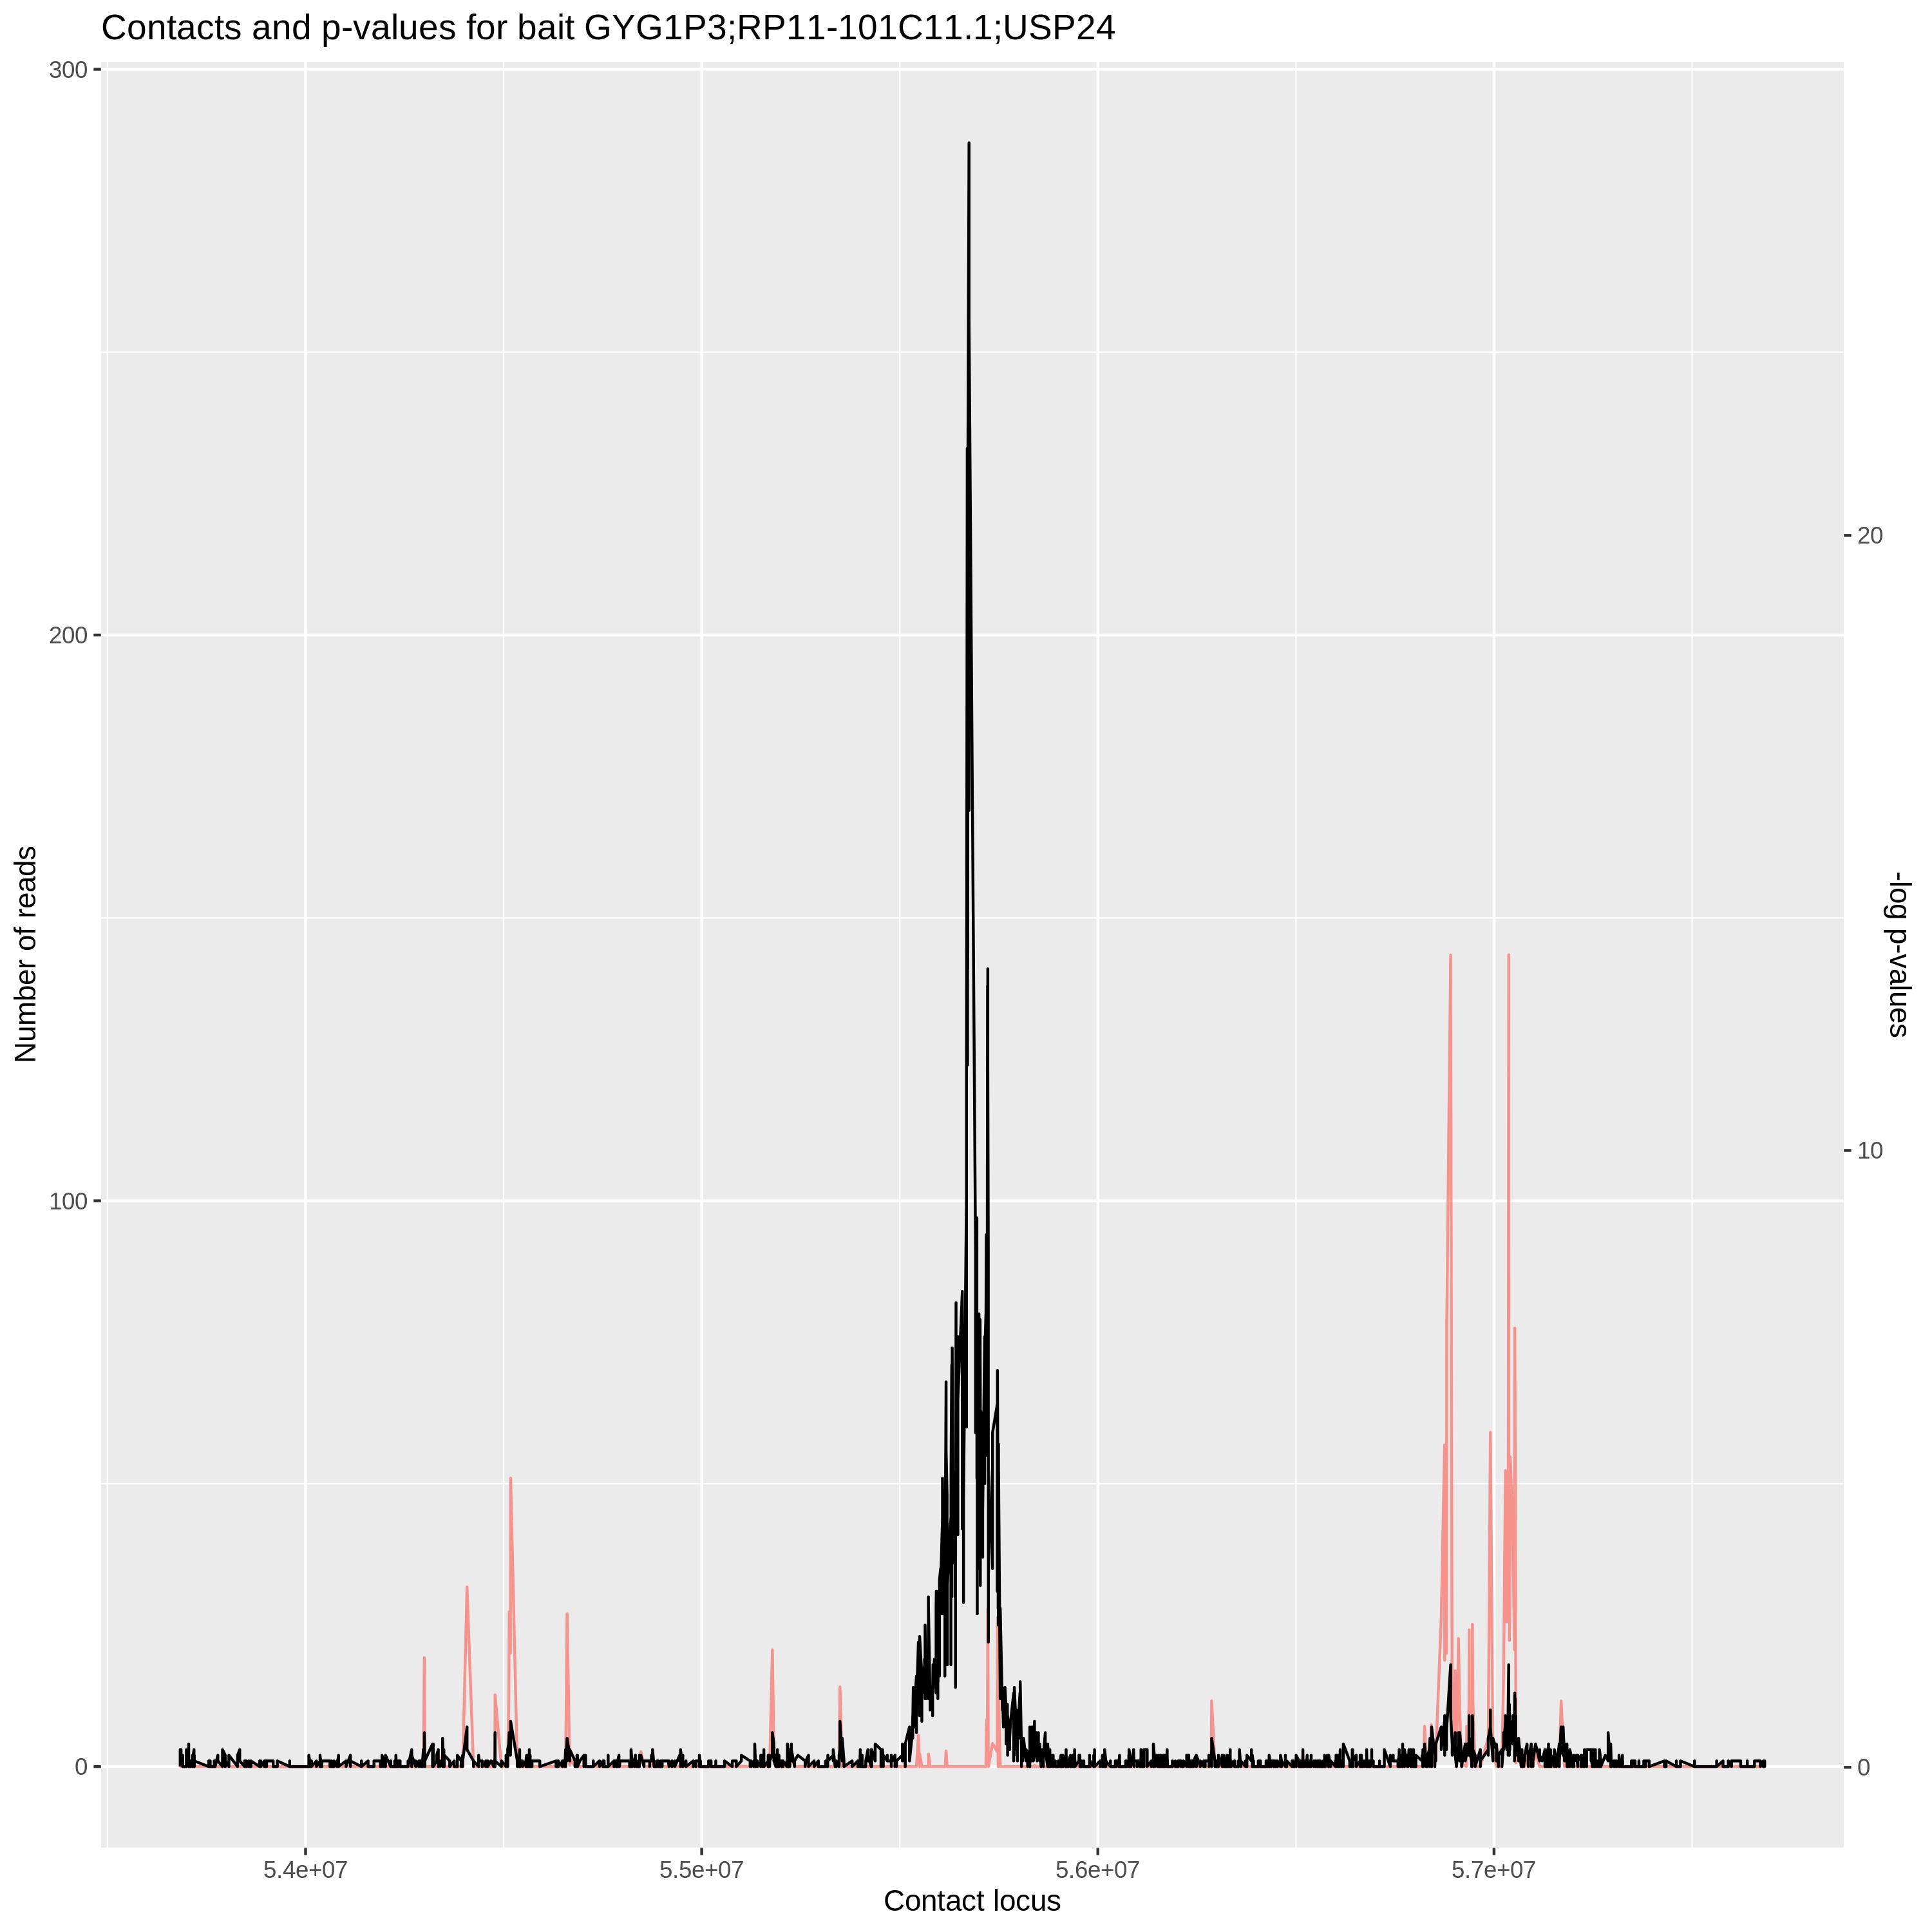 Contacts and p-values for bait GYG1P3;RP11-101C11.1;USP24
300
200
100
0
Number of reads
20
10
0
-log p-values
5.4e+07
5.5e+07
5.6e+07
5.7e+07
Contact locus